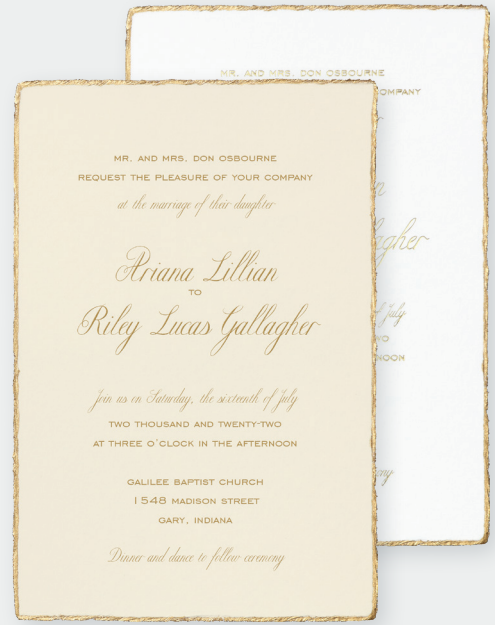 MR. AND MRS. DON OSBOURNE
REQUEST THE PLEASURE OF YOUR COMPANY
at the marriage of their daughter
Ariana Lillian
TO
Riley Lucas Gallagher
Join us on Saturday, the sixteenth of July
TWO THOUSAND AND TWENTY-TWO
AT THREE O'CLOCK IN THE AFTERNOON
GALILEE BAPTIST CHURCH
1548 MADISON STREET
GARY, INDIANA
Dinner and dance to follow ceremony
MR. AND MRS. DON OSBOURNE
COMPANY
of July